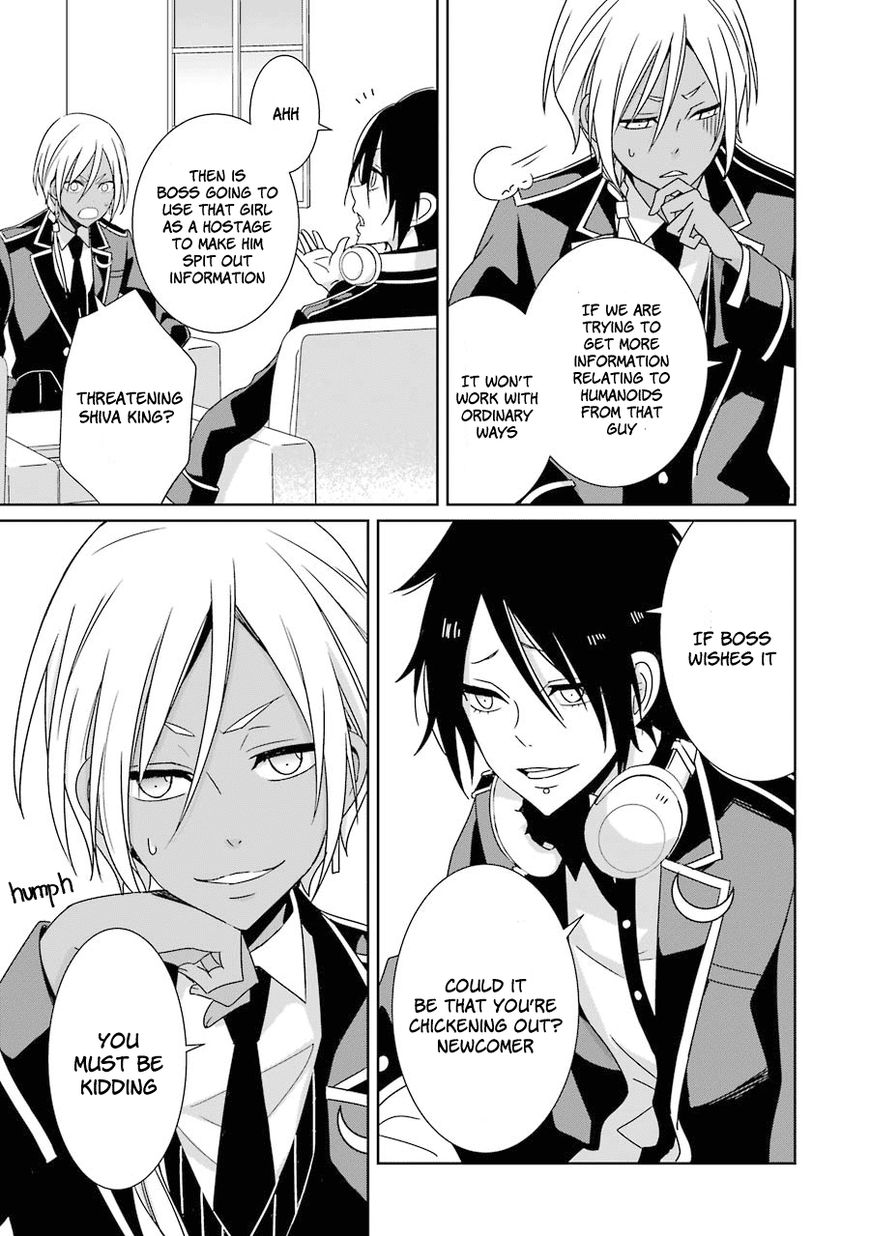 IF WE ARE
TRYING TO
GET MORE
INFORMATION
RELATING TO
HUMANOIDS
FROM THAT
GUY
IT WON'T
WORK WITH
ORDINARY
WAYS
AHH
THEN IS
BOSS GOING TO
USE THAT GIRL
AS A HOSTAGE
TO MAKE HIM
SPIT OUT
INFORMATION
THREATENING
SHIVA KING?
IF BOSS
WISHES IT
COULD IT
BE THAT YOU'RE
CHICKENING OUT?
NEWCOMER
humph
YOU
MUST BE
KIDDING